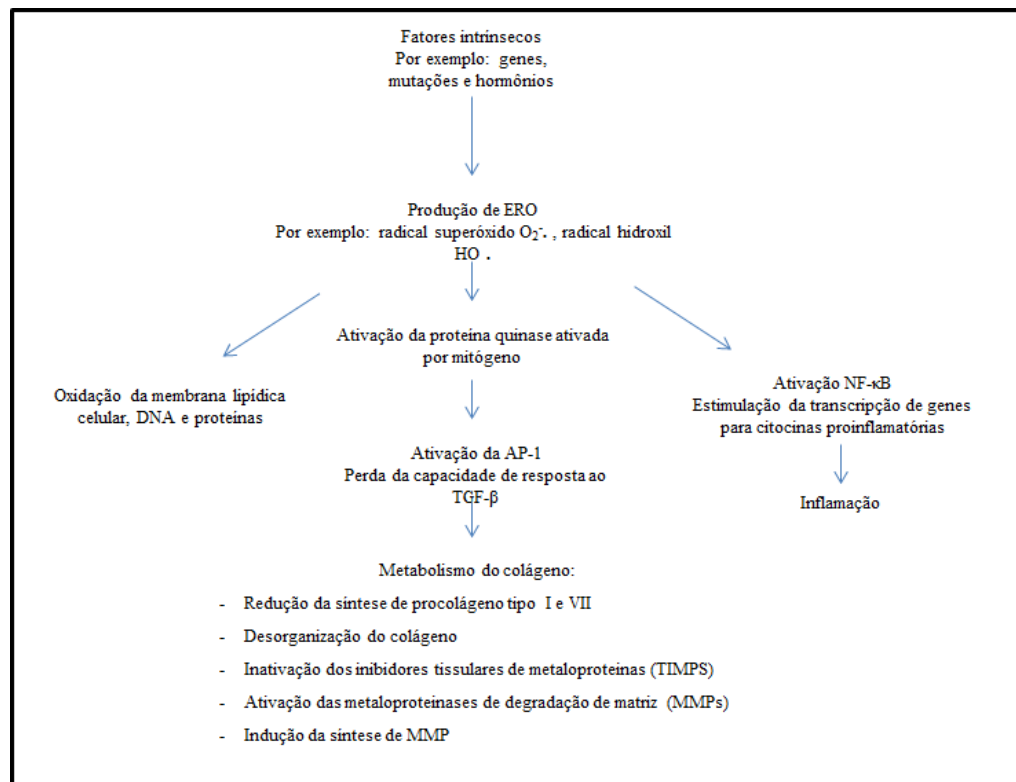 Fatores intrínsecos
Por exemplo: genes,
mutações e hormônios
Produção de ERO
Por exemplo: radical superóxido O₂⁻. , radical hidroxil
HO .
Ativação da proteína quinase ativada
por mitógeno
Oxidação da membrana lipídica
celular, DNA e proteínas
Ativação NF-κB
Estimulação da transcrição de genes
para citocinas proinflamatórias
Ativação da AP-1
Perda da capacidade de resposta ao
TGF-β
Inflamação
Metabolismo do colágeno:
- Redução da síntese de procolágeno tipo I e VII
- Desorganização do colágeno
- Inativação dos inibidores tissulares de metaloproteinas (TIMPS)
- Ativação das metaloproteinases de degradação de matriz (MMPs)
- Indução da síntese de MMP